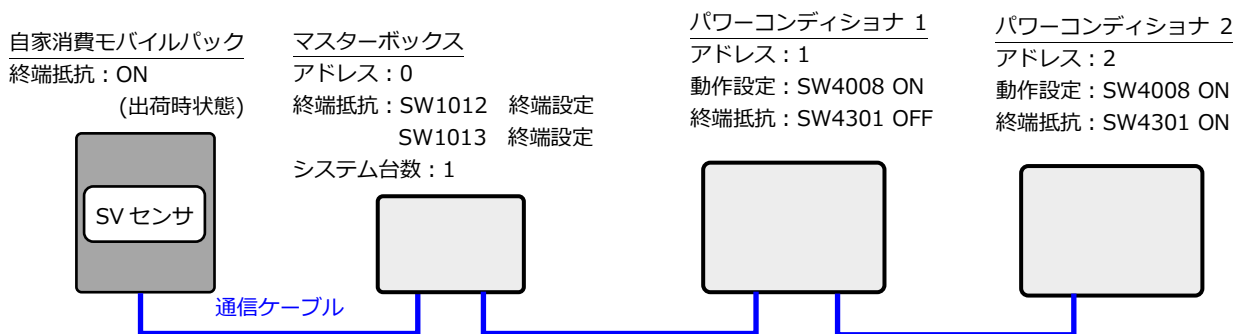 自家消費モバイルパック
終端抵抗：ON
(出荷時状態)
SV センサ
マスターボックス
アドレス：0
終端抵抗：SW1012　終端設定
SW1013　終端設定
システム台数：1
パワーコンディショナ 1
アドレス：1
動作設定：SW4008 ON
終端抵抗：SW4301 OFF
パワーコンディショナ 2
アドレス：2
動作設定：SW4008 ON
終端抵抗：SW4301 ON
通信ケーブル